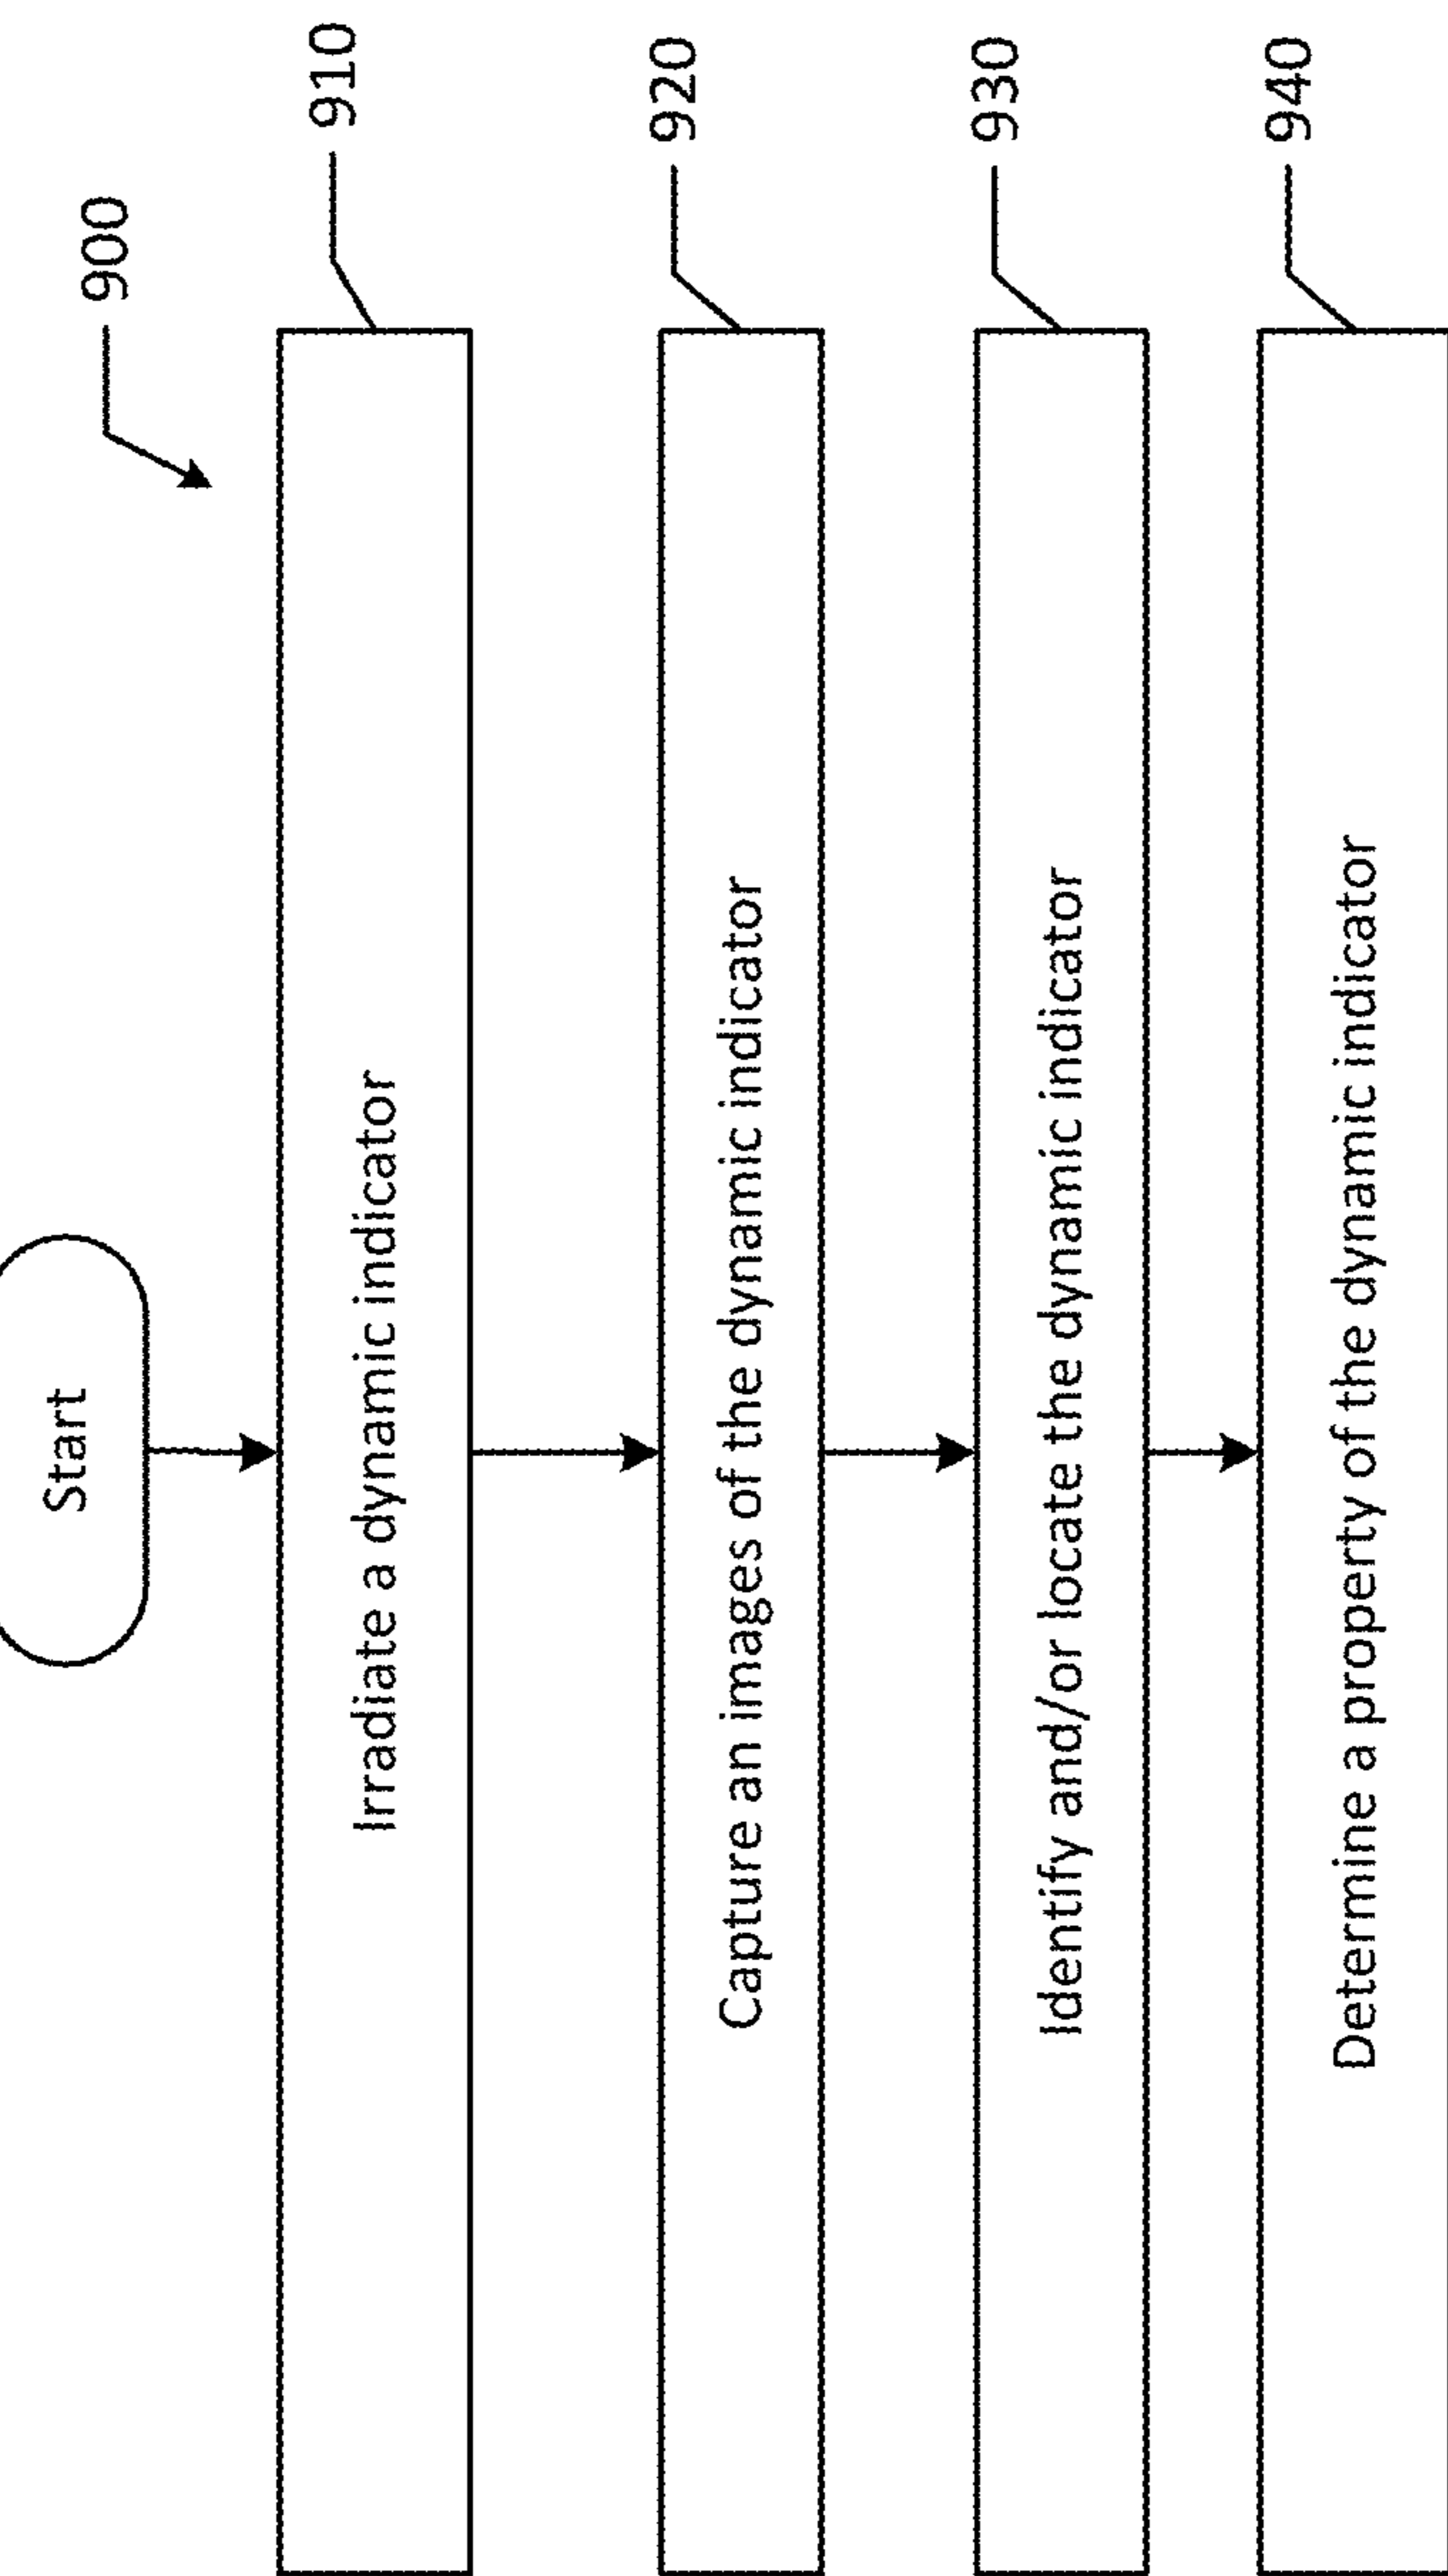 900
Start
Irradiate a dynamic indicator
910
Capture an images of the dynamic indicator
920
Identify and/or locate the dynamic indicator
930
Determine a property of the dynamic indicator
940